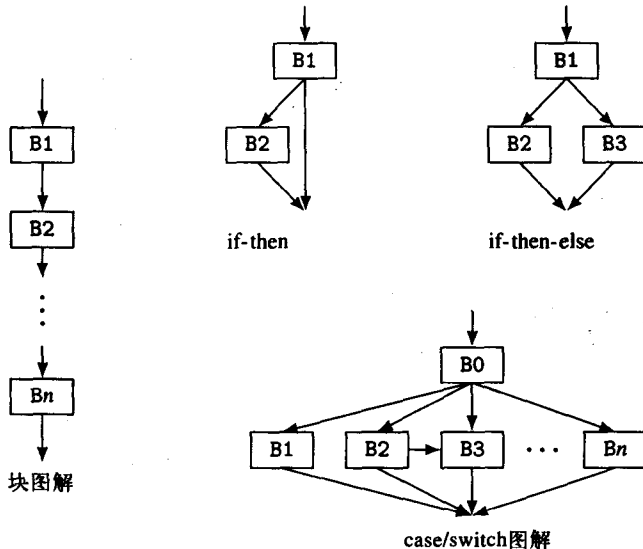 B1
B2
Bn
块图解
B1
B2
if-then
B1
B2 B3
if-then-else
B0
B1 B2 B3 ··· Bn
case/switch图解